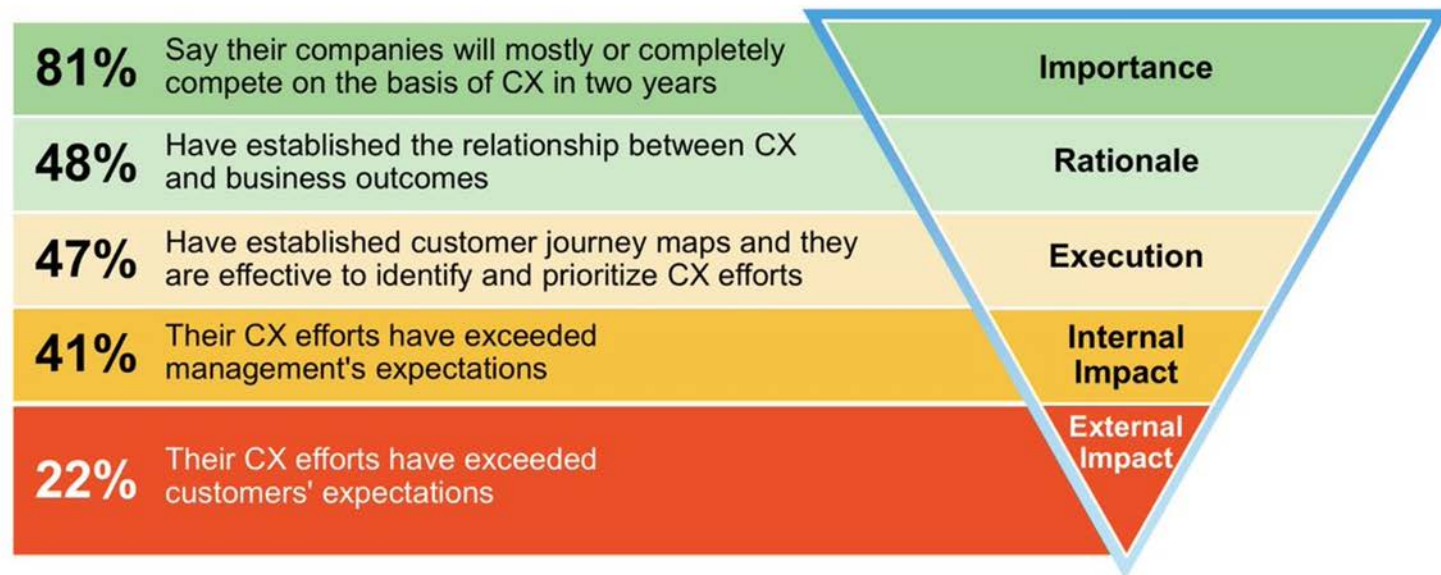 81%
Say their companies will mostly or completely
compete on the basis of CX in two years
Importance
48%
Have established the relationship between CX
and business outcomes
Rationale
47%
Have established customer journey maps and they
are effective to identify and prioritize CX efforts
Execution
41%
Their CX efforts have exceeded
management's expectations
Internal
Impact
22%
Their CX efforts have exceeded
customers' expectations
External
Impact